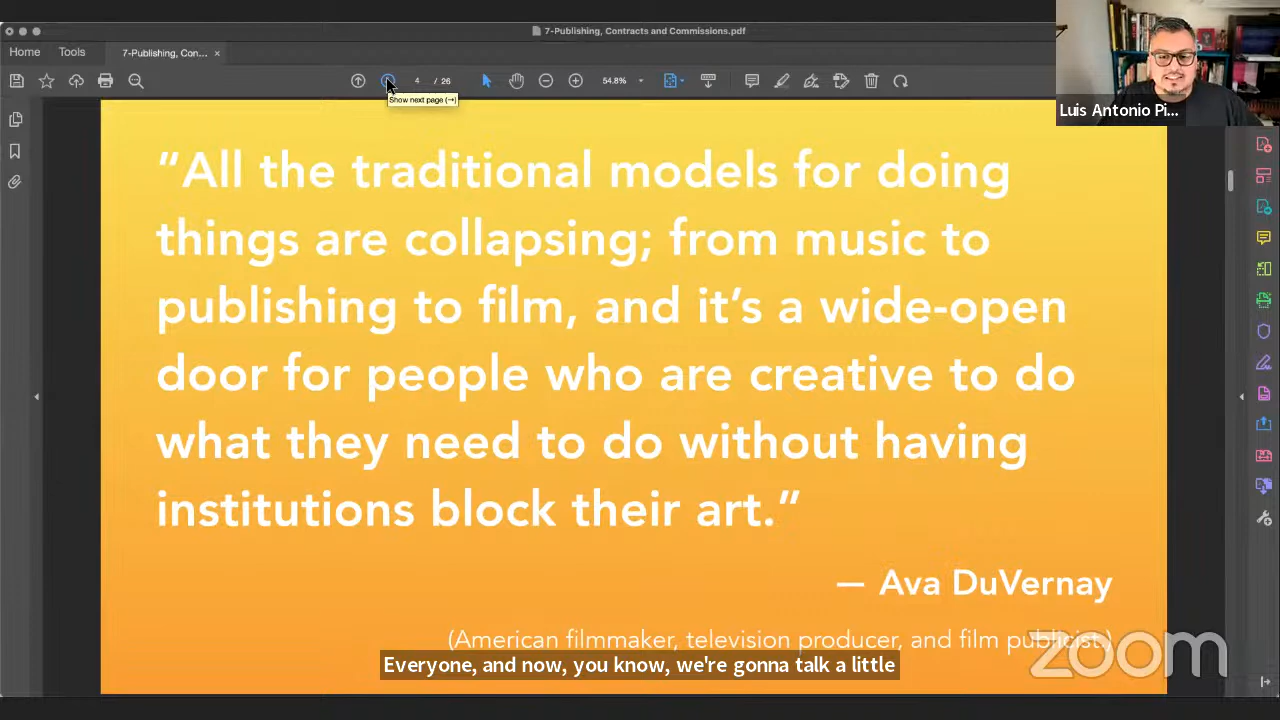 7-Publishing, Contracts and Commissions.pdf
Home
Tools
7-Publishing, Con... ×
4 / 26
54.8%
Show next page (→)
Luis Antonio Pi...
“All the traditional models for doing
things are collapsing; from music to
publishing to film, and it’s a wide-open
door for people who are creative to do
what they need to do without having
institutions block their art.”
— Ava DuVernay
(American filmmaker, television producer, and film publicist.)
Everyone, and now, you know, we're gonna talk a little
zoom